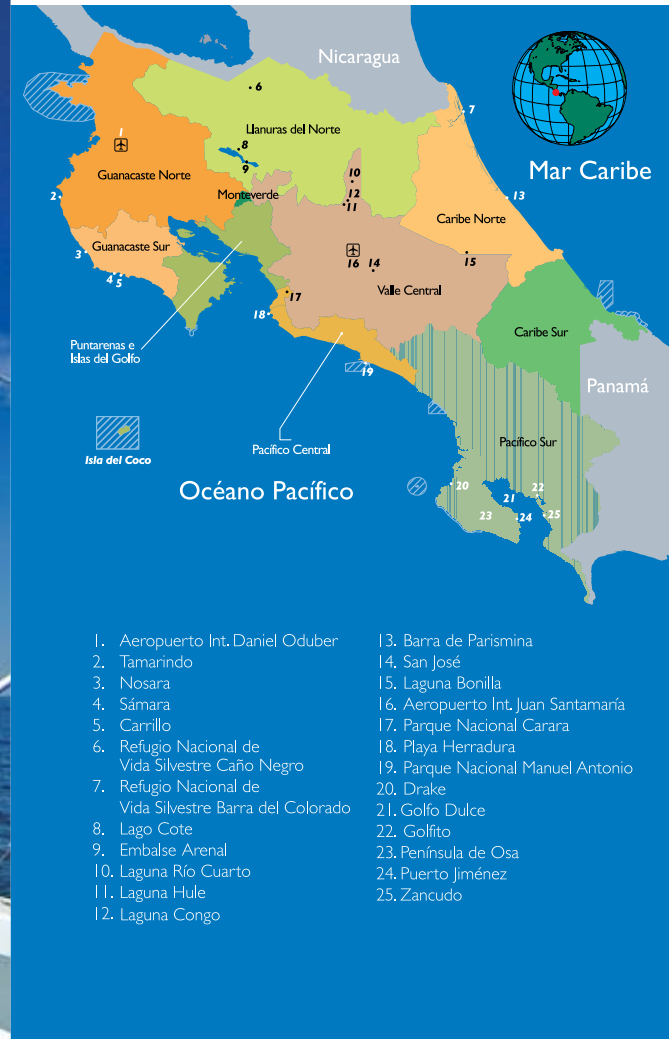 Nicaragua
6
7
Llanuras del Norte
Mar Caribe
1
8
9
10
Guanacaste Norte
2
Monteverde
12
11
13
Caribe Norte
Guanacaste Sur
3
4
5
16
14
15
Valle Central
17
18
Puntarenas e
Islas del Golfo
Caribe Sur
19
Panamá
Pacífico Central
Pacífico Sur
Isla del Coco
Océano Pacífico
20
21
22
23
24
25
1. Aeropuerto Int. Daniel Oduber
2. Tamarindo
3. Nosara
4. Sámara
5. Carrillo
6. Refugio Nacional de
Vida Silvestre Caño Negro
7. Refugio Nacional de
Vida Silvestre Barra del Colorado
8. Lago Cote
9. Embalse Arenal
10. Laguna Río Cuarto
11. Laguna Hule
12. Laguna Congo
13. Barra de Parismina
14. San José
15. Laguna Bonilla
16. Aeropuerto Int. Juan Santamaría
17. Parque Nacional Carara
18. Playa Herradura
19. Parque Nacional Manuel Antonio
20. Drake
21. Golfo Dulce
22. Golfito
23. Península de Osa
24. Puerto Jiménez
25. Zancudo